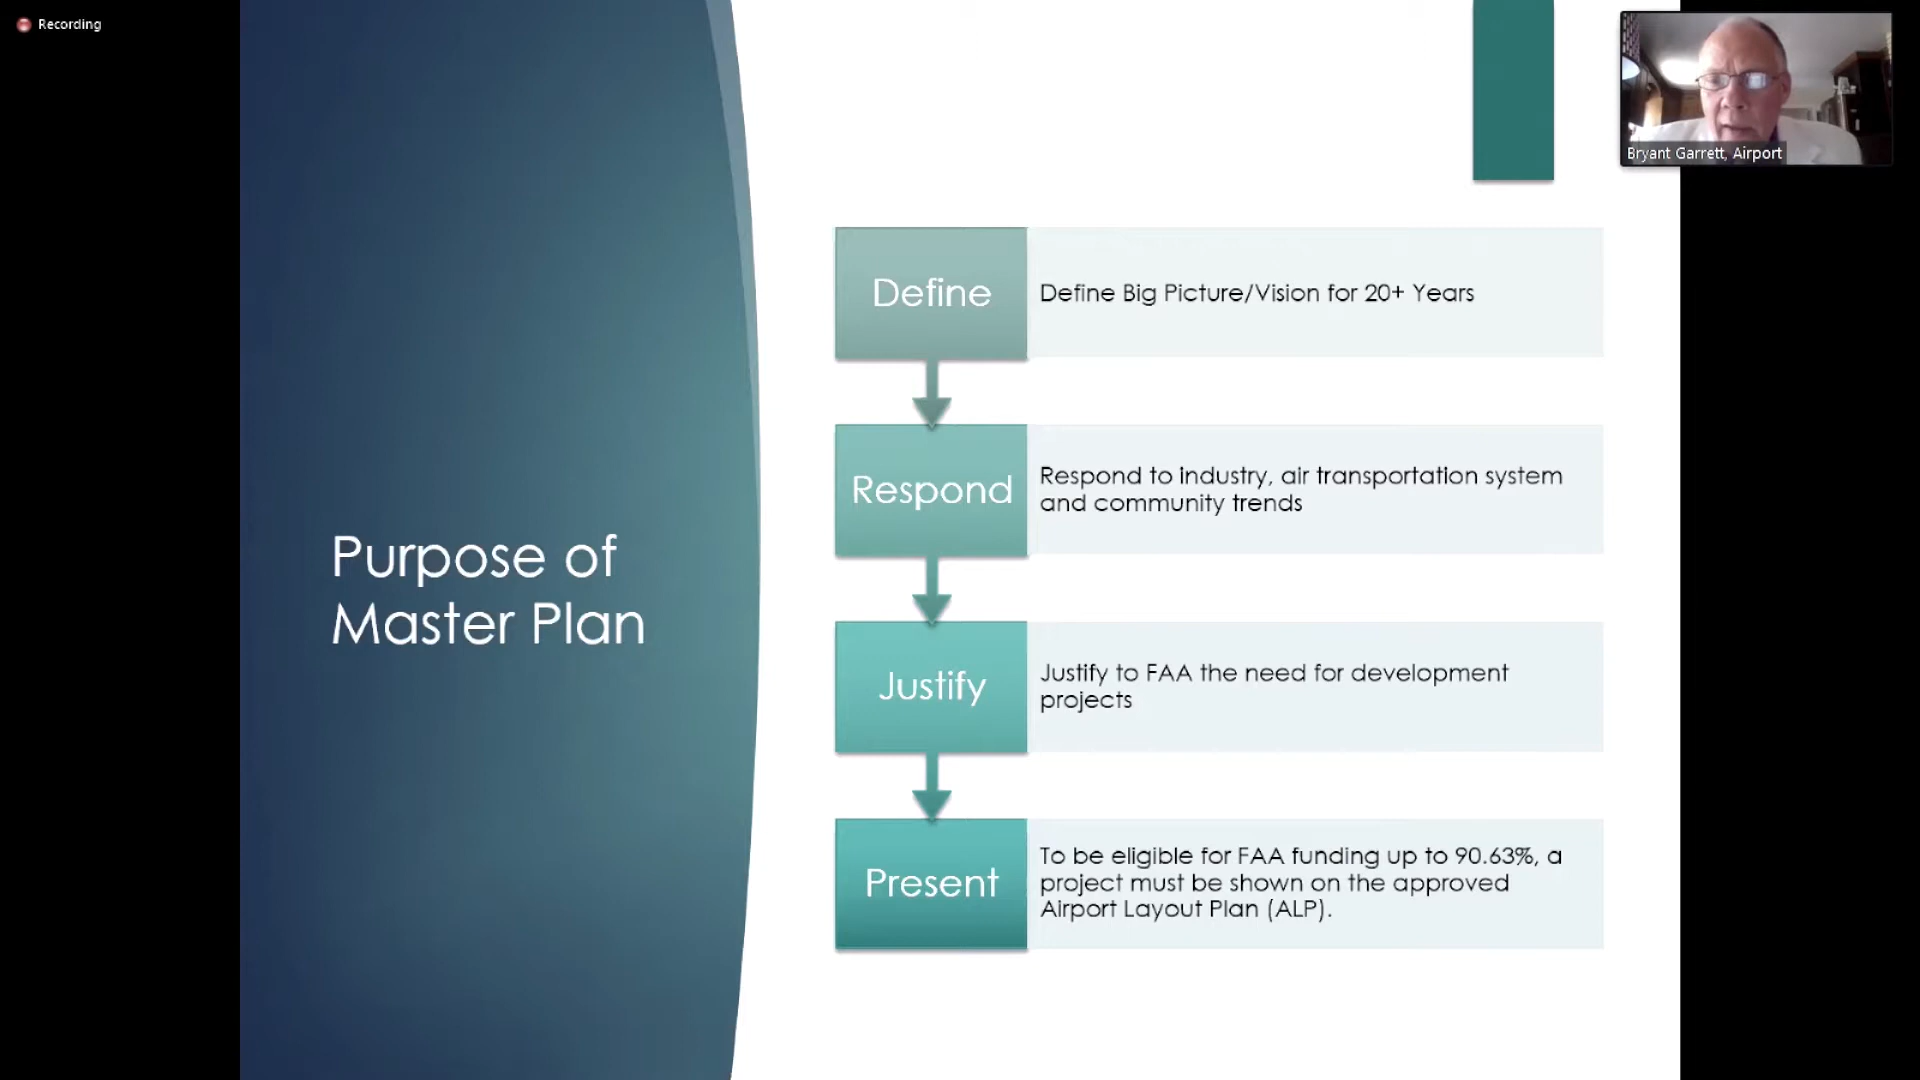 Recording
Bryant Garrett, Airport
Purpose of
Master Plan
Define
Define Big Picture/Vision for 20+ Years
Respond
Respond to industry, air transportation system
and community trends
Justify
Justify to FAA the need for development
projects
Present
To be eligible for FAA funding up to 90.63%, a
project must be shown on the approved
Airport Layout Plan (ALP).